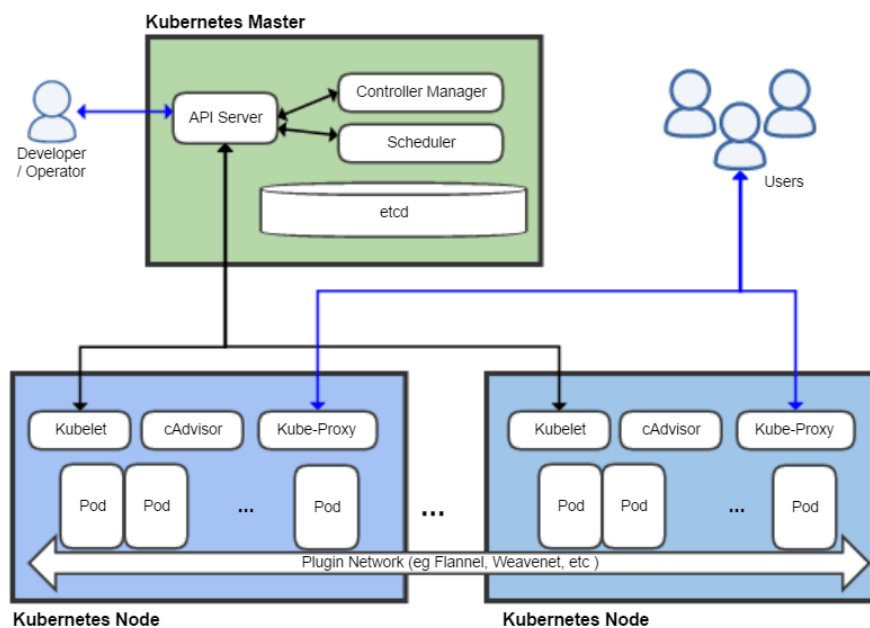 Kubernetes Master
API Server
Controller Manager
Scheduler
etcd
Developer
/ Operator
Users
Kubelet
cAdvisor
Kube-Proxy
Pod
Pod
...
Pod
...
Kubelet
cAdvisor
Kube-Proxy
Pod
Pod
...
Pod
Plugin Network (eg Flannel, Weavenet, etc )
Kubernetes Node
Kubernetes Node